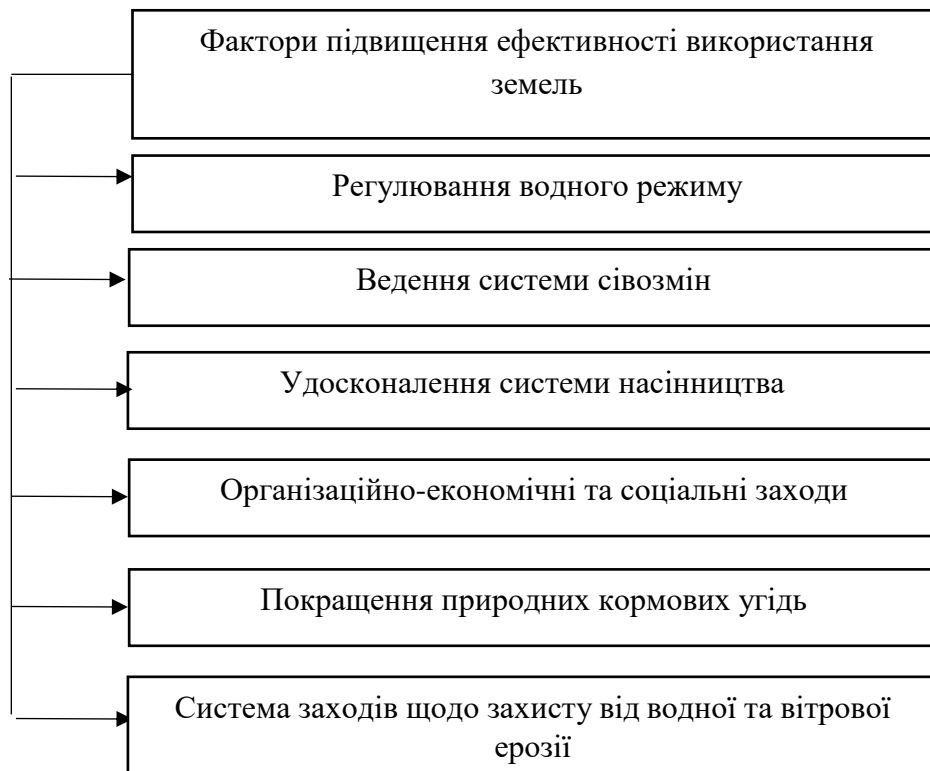 Фактори підвищення ефективності використання
земель
Регулювання водного режиму
Ведення системи сівозмін
Удосконалення системи насінництва
Організаційно-економічні та соціальні заходи
Покращення природних кормових угідь
Система заходів щодо захисту від водної та вітрової
ерозії